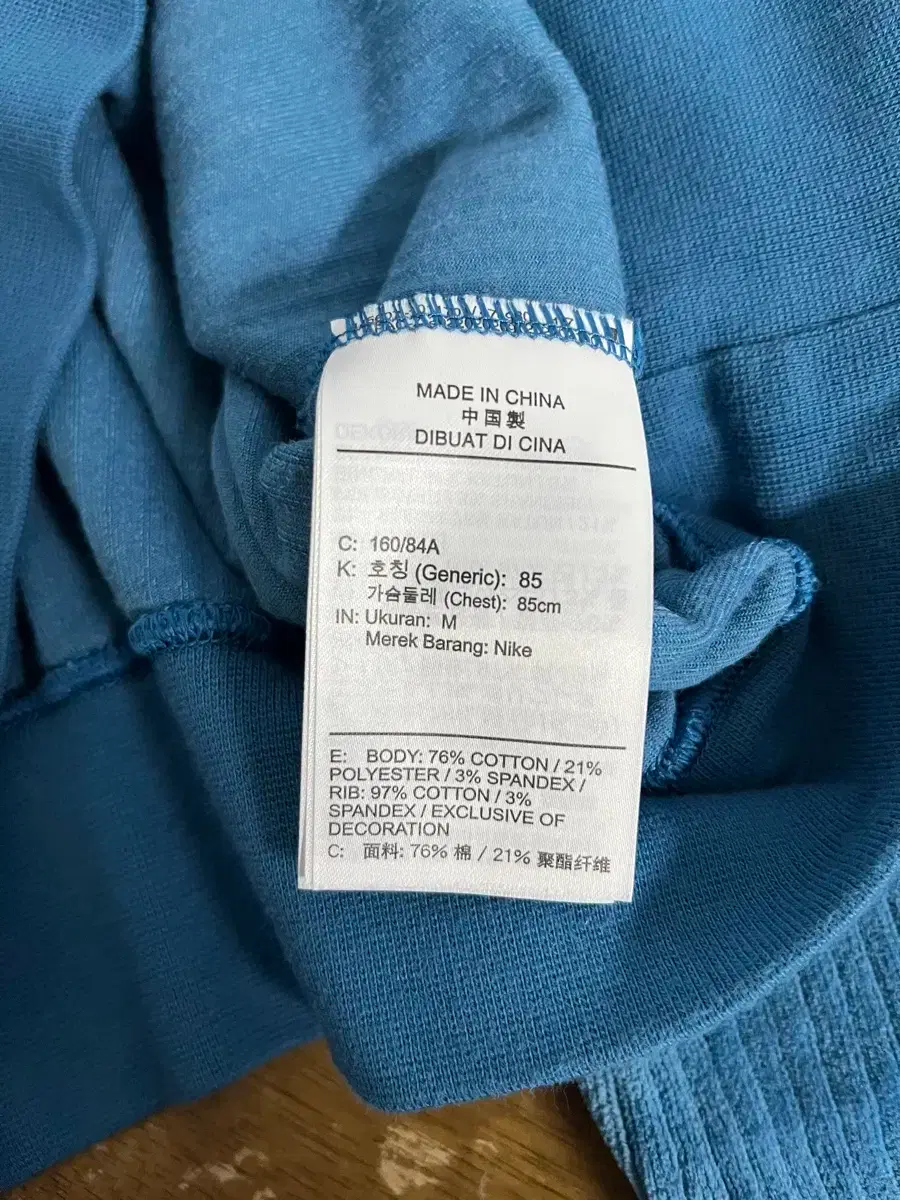 MADE IN CHINA
中国製
DIBUAT DI CINA
C: 160/84A
K: 호칭 (Generic): 85
가슴둘레 (Chest): 85cm
IN: Ukuran: M
Merek Barang: Nike
E: BODY: 76% COTTON / 21%
POLYESTER / 3% SPANDEX /
RIB: 97% COTTON / 3%
SPANDEX / EXCLUSIVE OF
DECORATION
C: 面料: 76% 棉 / 21% 聚酯纤维